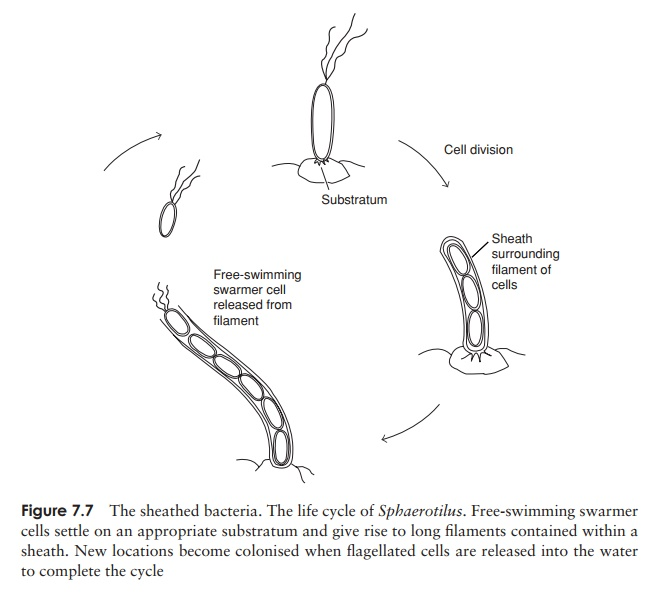 Cell division
Substratum
Sheath
surrounding
filament of
cells
Free-swimming
swarmer cell
released from
filament
Figure 7.7 The sheathed bacteria. The life cycle of Sphaerotilus. Free-swimming swarmer
cells settle on an appropriate substratum and give rise to long filaments contained within a
sheath. New locations become colonised when flagellated cells are released into the water
to complete the cycle